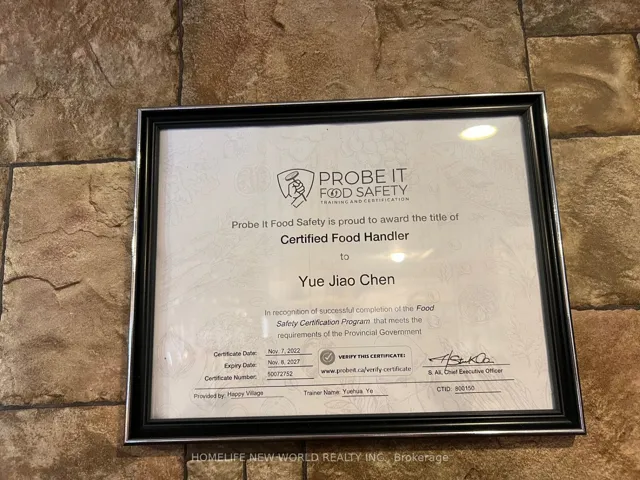 PROBE IT
FOOD SAFETY
TRAINING AND CERTIFICATION
Probe It Food Safety is proud to award the title of
Certified Food Handler
to
Yue Jiao Chen
In recognition of successful completion of the Food
Safety Certification Program that meets the
requirements of the Provincial Government
Certificate Date: Nov. 7, 2022
Expiry Date: Nov. 6, 2027
Certificate Number: 50072752
VERIFY THIS CERTIFICATE:
www.probeit.ca/verify certificate
S. Ali, Chief Executive Officer
Provided by: Happy Village Trainer Name: Yuehua Ye CTID: 800150
HOMELIFE NEW WORLD REALTY INC., Brokerage